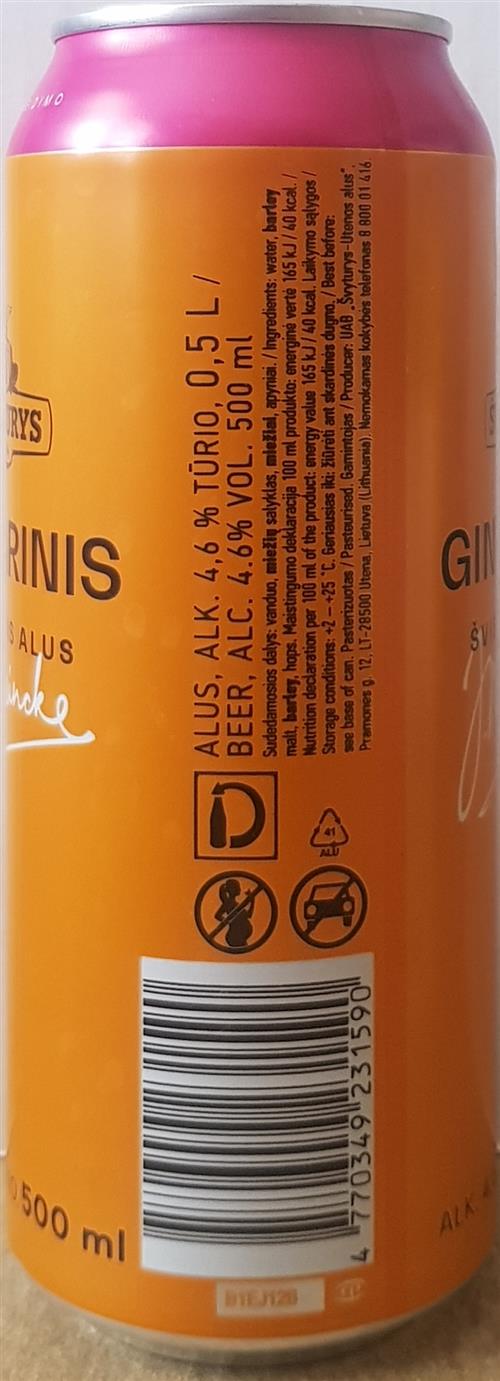 URYS
RINIS
S ALUS
incke
500 ml
ALUS, ALK. 4,6 % TŪRIO, 0,5 L /
BEER, ALC. 4.6% VOL. 500 ml
Sudedamosios dalys: vanduo, miežių salyklas, miežiai, apyniai. / Ingredients: water, barley
malt, barley, hops. Maistingumo deklaracija 100 ml produkto: energinė vertė 165 kJ / 40 kcal. /
Nutrition declaration per 100 ml of the product: energy value 165 kJ / 40 kcal. Laikymo sąlygos /
Storage conditions: +2 – +25 °C. Geriausias iki: žiūrėti ant skardinės dugno. / Best before:
see base of can. Pasterizuotas / Pasteurised. Gamintojas / Producer: UAB „Švyturys-Utenos alus".
Pramonės g. 12, LT-28500 Utena, Lietuva (Lithuania). Nemokamas kokybės telefonas 8 800 01 416.
41
ALU
4 770349 231590
GIN
ŠV
ALK. 4